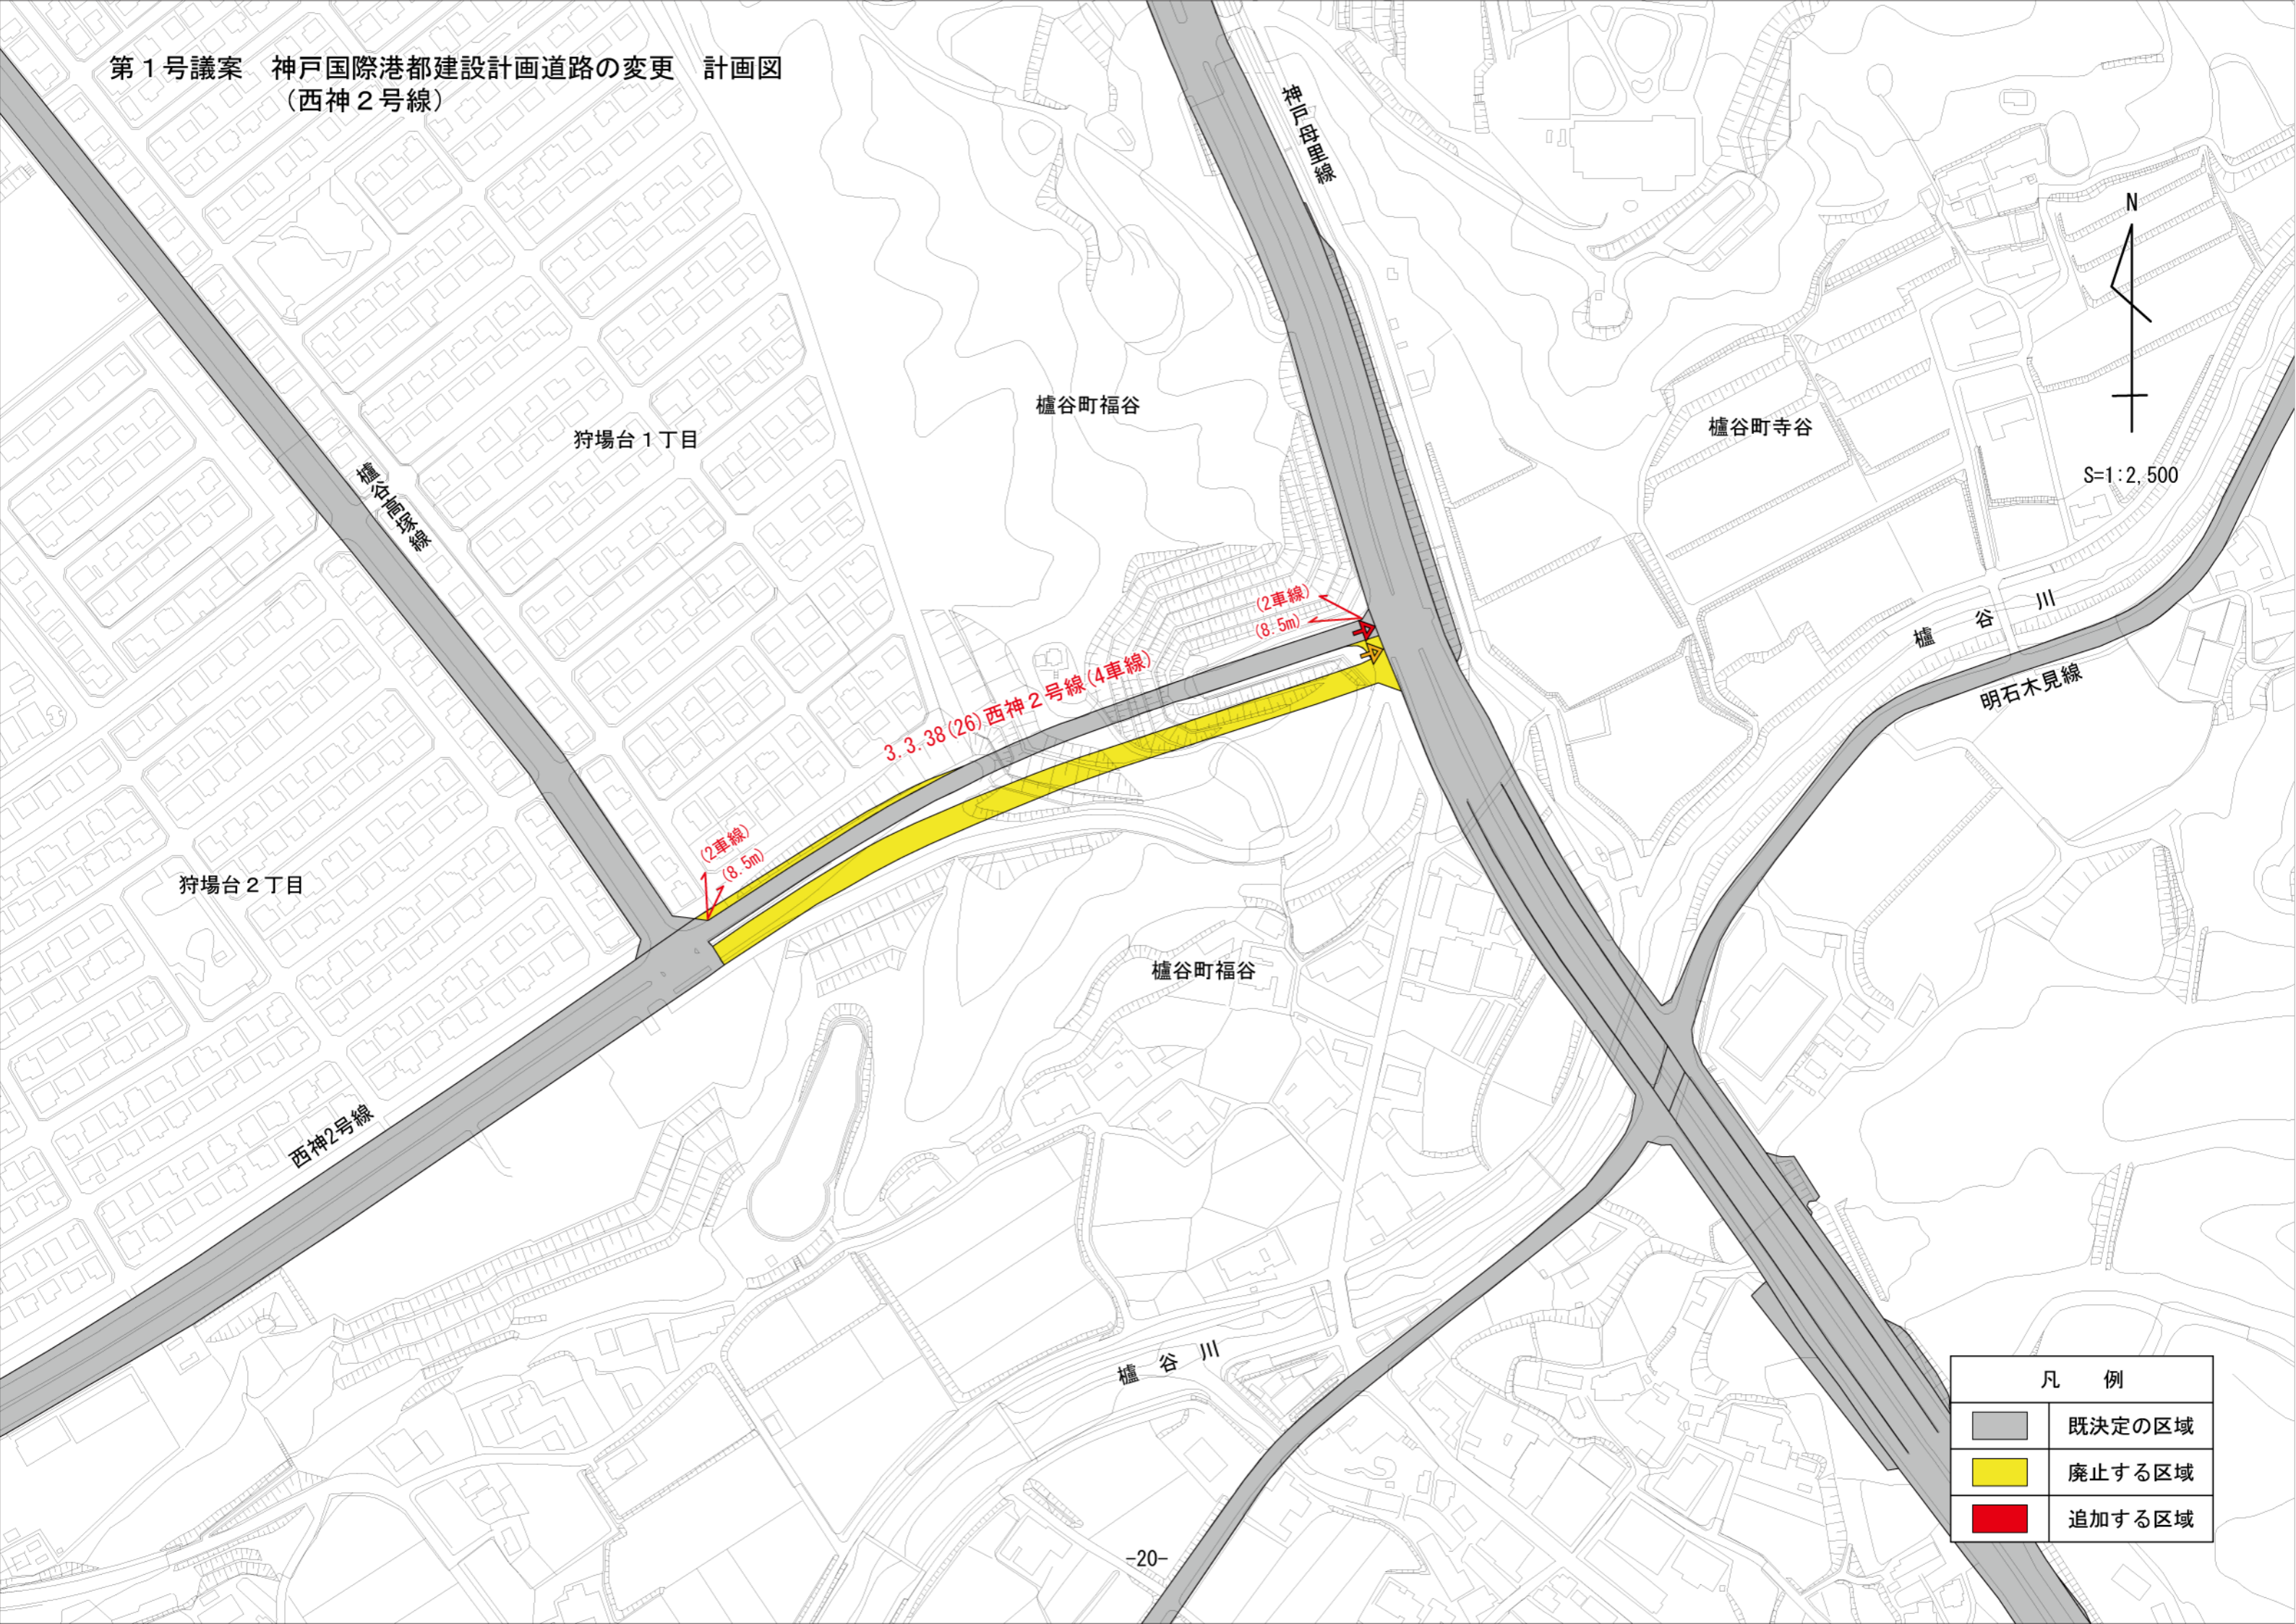 第１号議案　神戸国際港都建設計画道路の変更　計画図
（西神２号線）
神戸母里線
N
S=1:2,500
櫨谷町福谷
櫨谷町寺谷
狩場台１丁目
櫨谷高塚線
(2車線)
(8.5m)
櫨谷川
明石木見線
3.3.38(26)西神２号線(4車線)
(2車線)
(8.5m)
狩場台２丁目
櫨谷町福谷
西神2号線
櫨谷川
凡　例
既決定の区域
廃止する区域
追加する区域
-20-